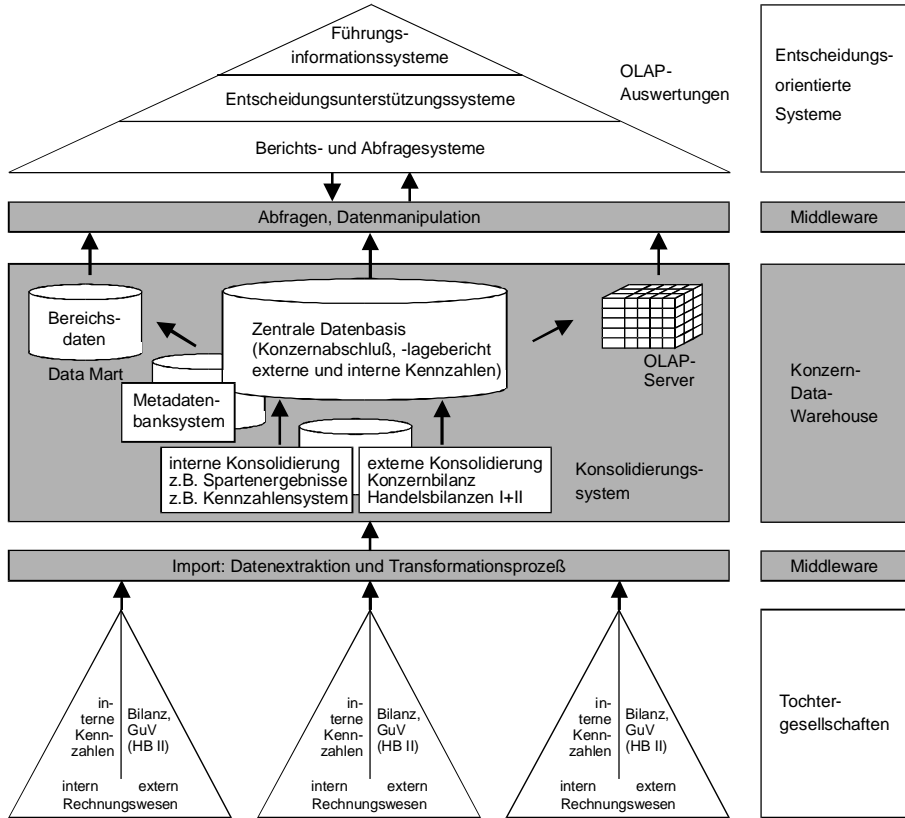 Führungs-
informationssysteme
Entscheidungsunterstützungssysteme
Berichts- und Abfragesysteme
OLAP-
Auswertungen
Entscheidungs-
orientierte
Systeme
Abfragen, Datenmanipulation
Middleware
Bereichs-
daten
Data Mart
Zentrale Datenbasis
(Konzernabschluß, -lagebericht
externe und interne Kennzahlen)
OLAP-
Server
Metadaten-
banksystem
interne Konsolidierung
z.B. Spartenergebnisse
z.B. Kennzahlensystem
externe Konsolidierung
Konzernbilanz
Handelsbilanzen I+II
Konsolidierungs-
system
Konzern-
Data-
Warehouse
Import: Datenextraktion und Transformationsprozeß
Middleware
in-
terne
Kenn-
zahlen
Bilanz,
GuV
(HB II)
intern extern
Rechnungswesen
in-
terne
Kenn-
zahlen
Bilanz,
GuV
(HB II)
intern extern
Rechnungswesen
in-
terne
Kenn-
zahlen
Bilanz,
GuV
(HB II)
intern extern
Rechnungswesen
Tochter-
gesellschaften